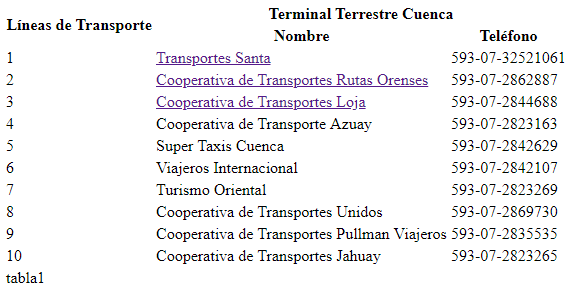 Líneas de Transporte Terminal Terrestre Cuenca
Nombre Teléfono
1 Transportes Santa 593-07-32521061
2 Cooperativa de Transportes Rutas Orenses 593-07-2862887
3 Cooperativa de Transportes Loja 593-07-2844688
4 Cooperativa de Transporte Azuay 593-07-2823163
5 Super Taxis Cuenca 593-07-2842629
6 Viajeros Internacional 593-07-2842107
7 Turismo Oriental 593-07-2823269
8 Cooperativa de Transportes Unidos 593-07-2869730
9 Cooperativa de Transportes Pullman Viajeros 593-07-2835535
10 Cooperativa de Transportes Jahuay 593-07-2823265
tabla1